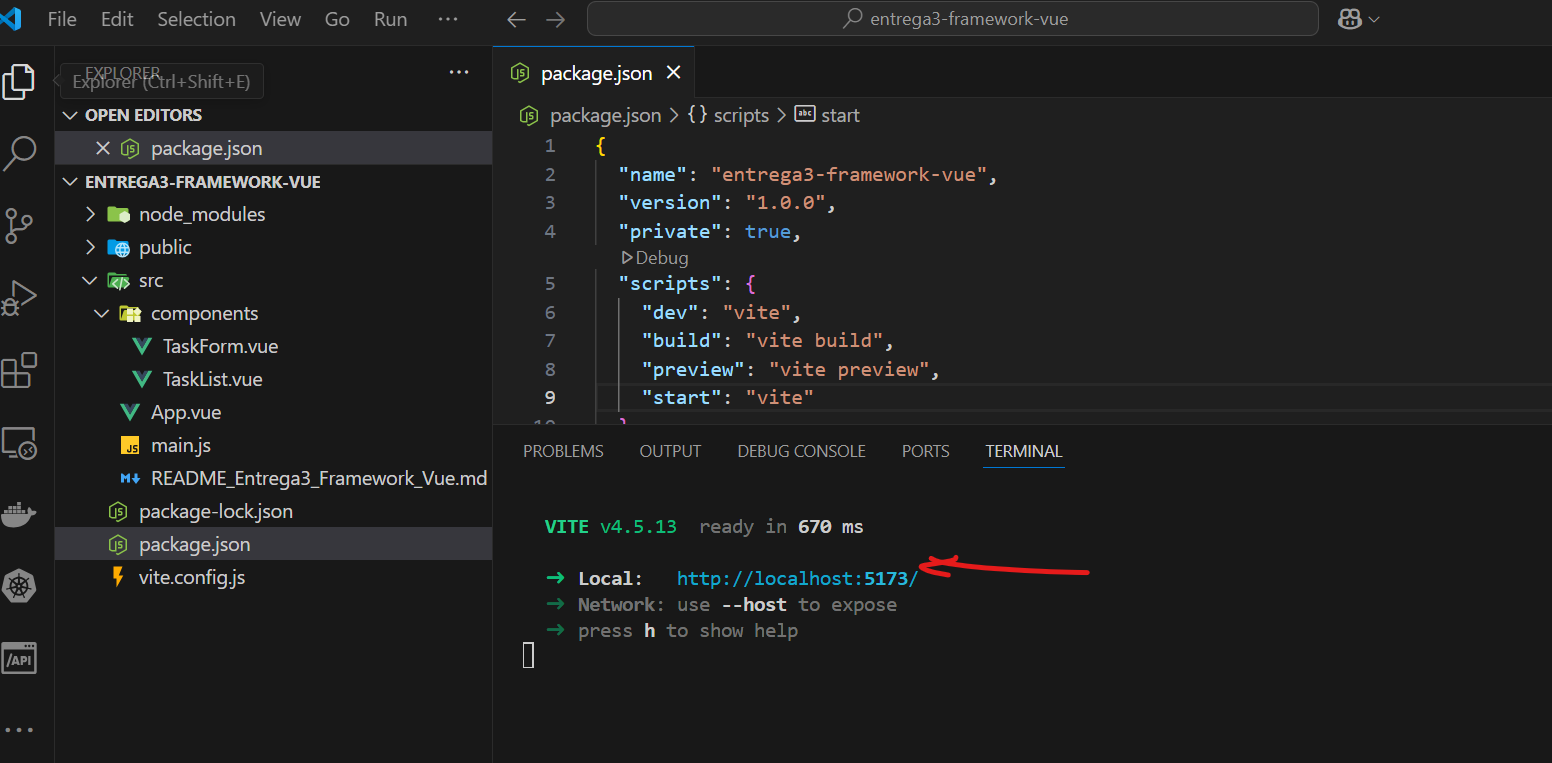 File Edit Selection View Go Run ···
entrega3-framework-vue
EXPLORER
Explorer (Ctrl+Shift+E)
OPEN EDITORS
package.json
ENTREGA3-FRAMEWORK-VUE
node_modules
public
src
components
TaskForm.vue
TaskList.vue
App.vue
JS main.js
README_Entrega3_Framework_Vue.md
package-lock.json
package.json
vite.config.js
/API
package.json
package.json > {} scripts > abc start
1 {
2 "name": "entrega3-framework-vue",
3 "version": "1.0.0",
4 "private": true,
Debug
5 "scripts": {
6 "dev": "vite",
7 "build": "vite build",
8 "preview": "vite preview",
9 "start": "vite"
10 }
PROBLEMS OUTPUT DEBUG CONSOLE PORTS TERMINAL
VITE v4.5.13 ready in 670 ms
➜ Local: http://localhost:5173/
➜ Network: use --host to expose
➜ press h to show help